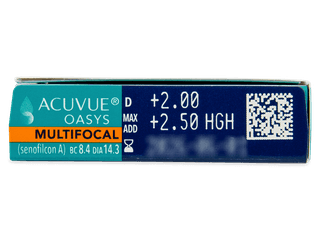 ACUVUE®
OASYS
MULTIFOCAL
(senofilcon A) BC 8.4 DIA 14.3
D +2.00
MAX ADD +2.50 HGH